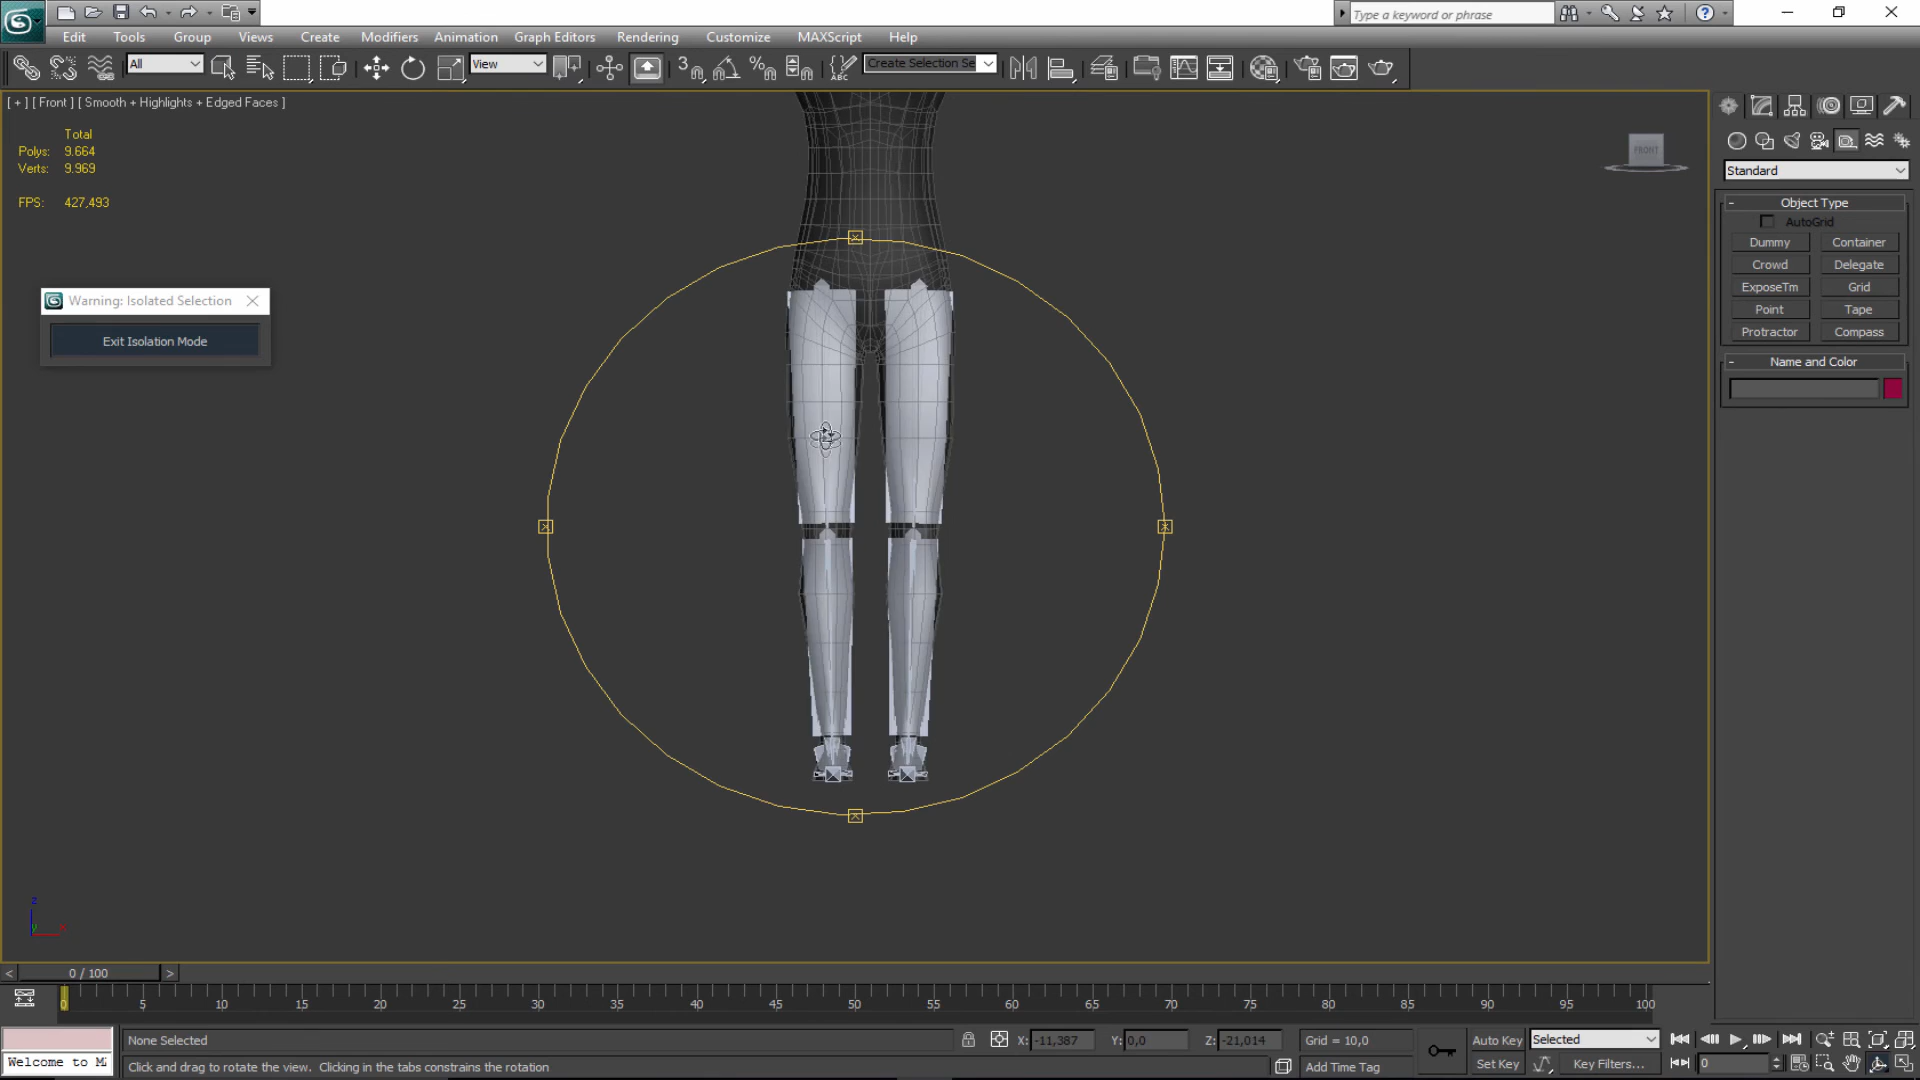 Type a keyword or phrase
Edit Tools Group Views Create Modifiers Animation Graph Editors Rendering Customize MAXScript Help
All View 3 Create Selection Se
[ + ] [ Front ] [ Smooth + Highlights + Edged Faces ]
Total
Polys: 9.664
Verts: 9.969
FPS: 427,493
FRONT
Warning: Isolated Selection
Exit Isolation Mode
Standard
- Object Type
AutoGrid
Dummy Container
Crowd Delegate
ExposeTm Grid
Point Tape
Protractor Compass
- Name and Color
z
y x
< 0 / 100 >
0 5 10 15 20 25 30 35 40 45 50 55 60 65 70 75 80 85 90 95 100
None Selected X: -11,387 Y: 0,0 Z: -21,014 Grid = 10,0 Auto Key Selected
Welcome to M Click and drag to rotate the view. Clicking in the tabs constrains the rotation Add Time Tag Set Key Key Filters... 0